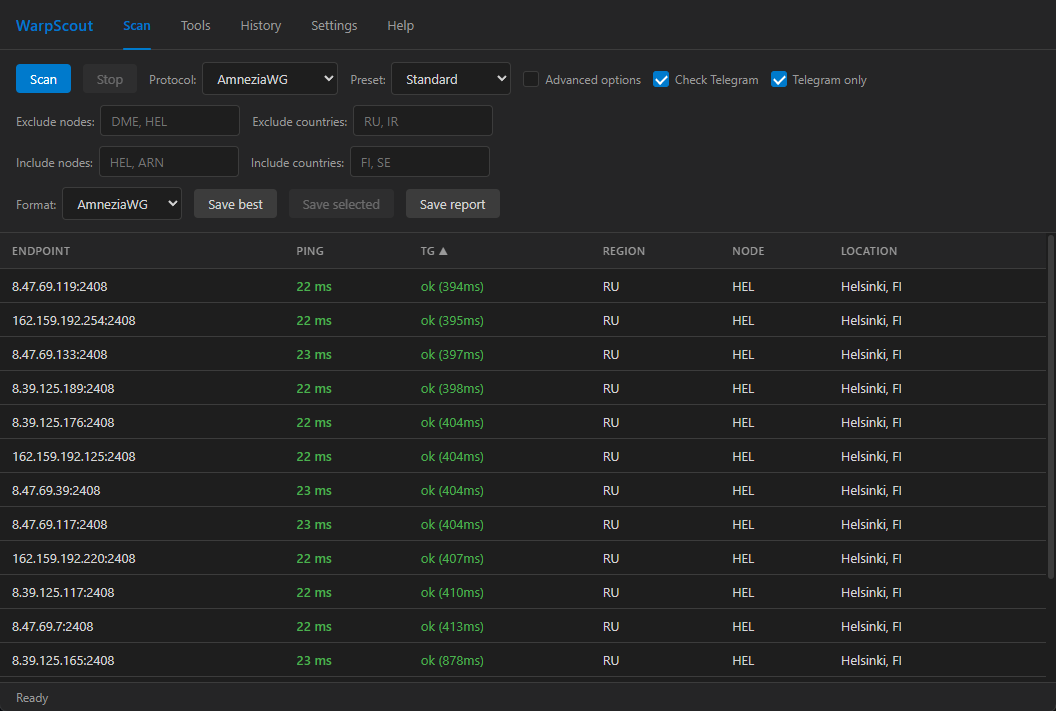 WarpScout Scan Tools History Settings Help
Scan Stop Protocol: AmneziaWG Preset: Standard Advanced options Check Telegram Telegram only
Exclude nodes: DME, HEL Exclude countries: RU, IR
Include nodes: HEL, ARN Include countries: FI, SE
Format: AmneziaWG Save best Save selected Save report
ENDPOINT PING TG ▲ REGION NODE LOCATION
8.47.69.119:2408 22 ms ok (394ms) RU HEL Helsinki, FI
162.159.192.254:2408 22 ms ok (395ms) RU HEL Helsinki, FI
8.47.69.133:2408 23 ms ok (397ms) RU HEL Helsinki, FI
8.39.125.189:2408 22 ms ok (398ms) RU HEL Helsinki, FI
8.39.125.176:2408 22 ms ok (404ms) RU HEL Helsinki, FI
162.159.192.125:2408 22 ms ok (404ms) RU HEL Helsinki, FI
8.47.69.39:2408 23 ms ok (404ms) RU HEL Helsinki, FI
8.47.69.117:2408 23 ms ok (404ms) RU HEL Helsinki, FI
162.159.192.220:2408 22 ms ok (407ms) RU HEL Helsinki, FI
8.39.125.117:2408 22 ms ok (410ms) RU HEL Helsinki, FI
8.47.69.7:2408 22 ms ok (413ms) RU HEL Helsinki, FI
8.39.125.165:2408 23 ms ok (878ms) RU HEL Helsinki, FI
Ready